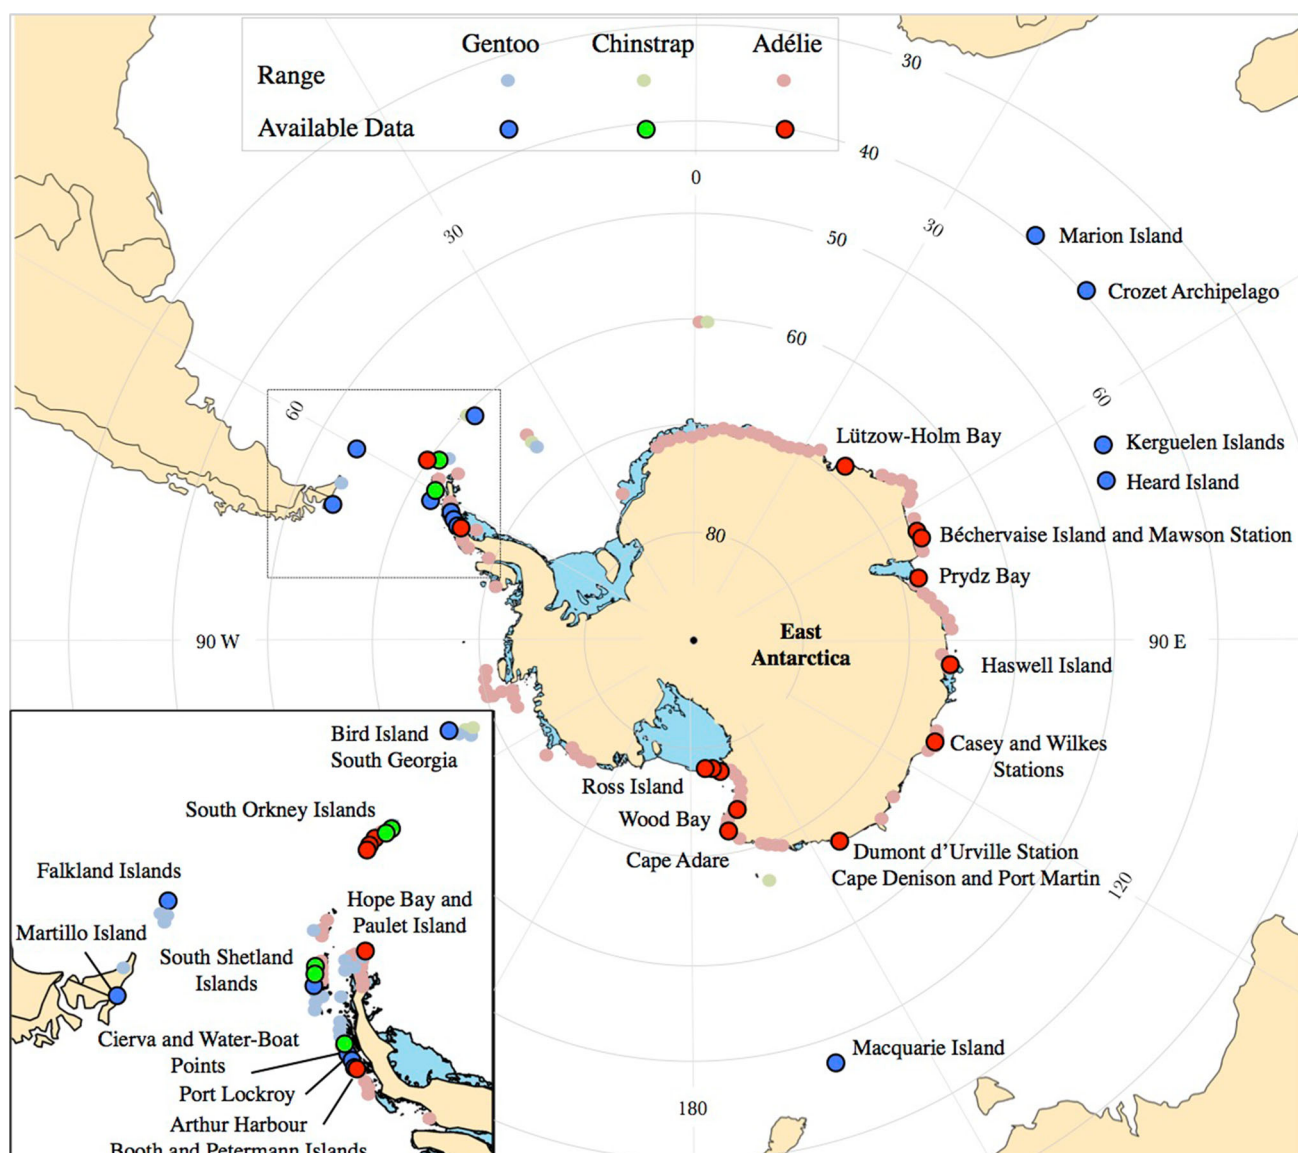 Gentoo Chinstrap Adélie
Range
Available Data
30
40
0
30
50
30
Marion Island
Crozet Archipelago
60
60
60
Lützow-Holm Bay
Kerguelen Islands
Heard Island
80
Béchervaise Island and Mawson Station
Prydz Bay
90 W
East
Antarctica
90 E
Haswell Island
Casey and Wilkes
Stations
Ross Island
Wood Bay
Cape Adare
Dumont d’Urville Station
Cape Denison and Port Martin
120
Macquarie Island
180
Bird Island
South Georgia
South Orkney Islands
Falkland Islands
Hope Bay and
Paulet Island
Martillo Island
South Shetland
Islands
Cierva and Water-Boat
Points
Port Lockroy
Arthur Harbour
Booth and Petermann Islands